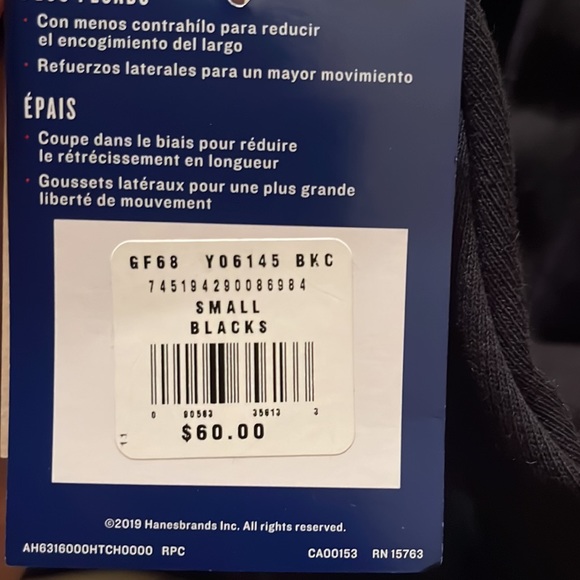 · Con menos contrahílo para reducir
el encogimiento del largo
· Refuerzos laterales para un mayor movimiento
ÉPAIS
· Coupe dans le biais pour réduire
le rétrécissement en longueur
· Goussets latéraux pour une plus grande
liberté de mouvement
GF68 Y06145 BKC
745194290086984
SMALL
BLACKS
0 90563 35613 3
$60.00
11
©2019 Hanesbrands Inc. All rights reserved.
AH6316000HTCH0000 RPC CA00153 RN 15763